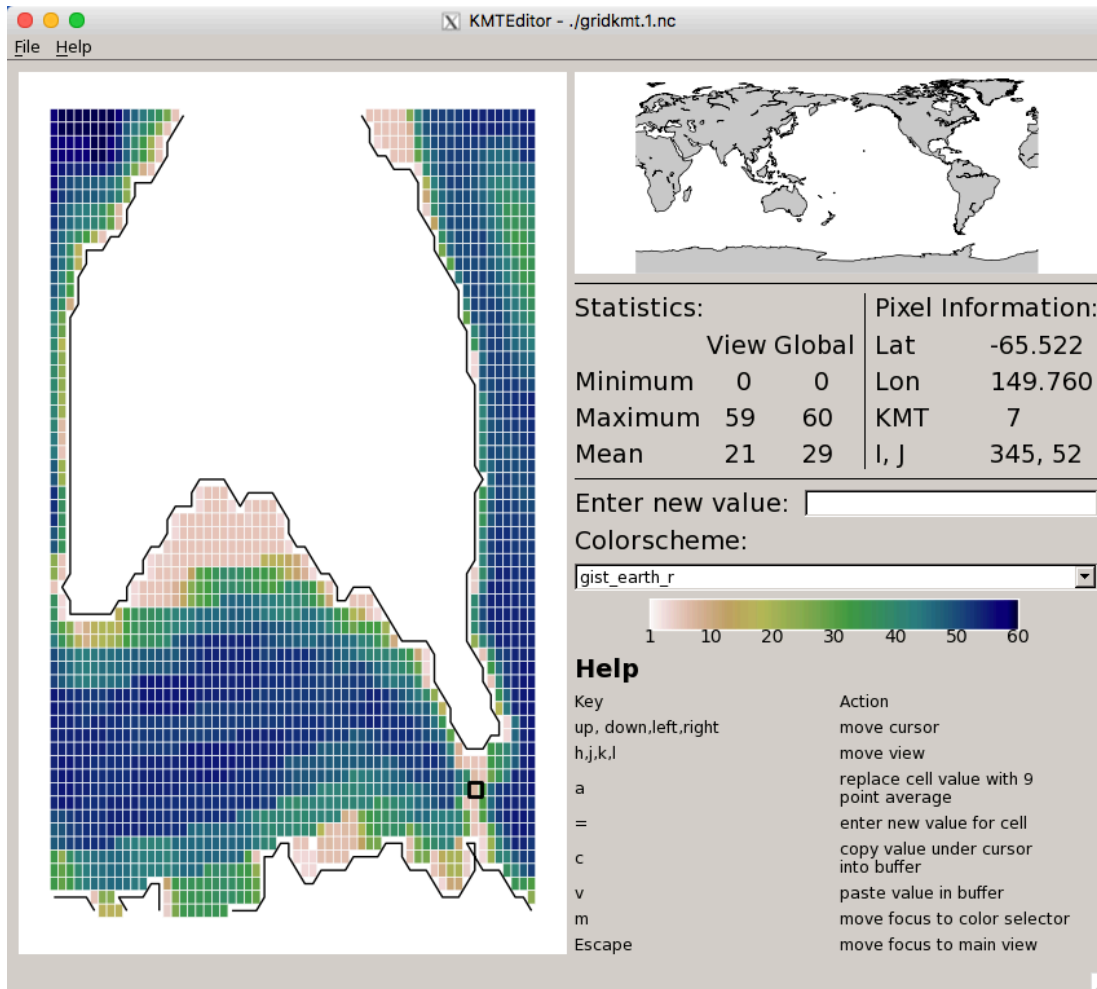 KMTEditor - ./gridkmt.1.nc
File Help
Statistics:
View Global
Minimum 0 0
Maximum 59 60
Mean 21 29
Pixel Information:
Lat -65.522
Lon 149.760
KMT 7
I, J 345, 52
Enter new value:
Colorscheme:
gist_earth_r
1 10 20 30 40 50 60
Help
Key Action
up, down,left,right move cursor
h,j,k,l move view
a replace cell value with 9
point average
= enter new value for cell
c copy value under cursor
into buffer
v paste value in buffer
m move focus to color selector
Escape move focus to main view